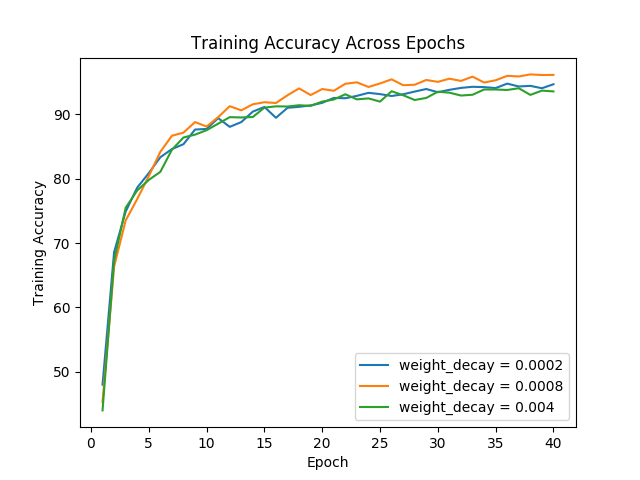 Training Accuracy Across Epochs
Training Accuracy
90
80
70
60
50
weight_decay = 0.0002
weight_decay = 0.0008
weight_decay = 0.004
0 5 10 15 20 25 30 35 40
Epoch